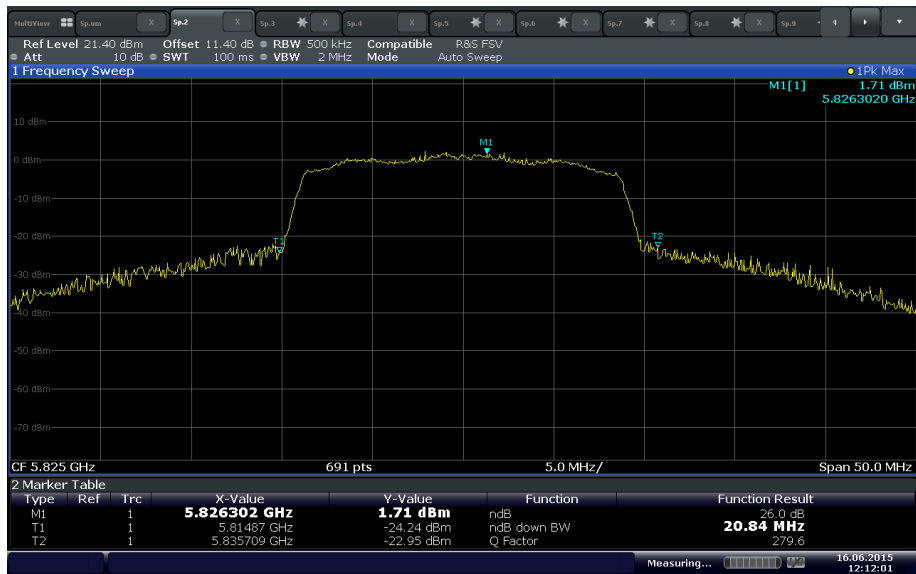 MultiView Sp.um X Sp.2 X Sp.3 X Sp.4 X Sp.5 X Sp.6 X Sp.7 X Sp.8 X Sp.9
Ref Level 21.40 dBm Offset 11.40 dB RBW 500 kHz Compatible R&S FSV
Att 10 dB SWT 100 ms VBW 2 MHz Mode Auto Sweep
1 Frequency Sweep 1Pk Max
M1[1] 1.71 dBm
5.8263020 GHz
10 dBm
M1
0 dBm
-10 dBm
-20 dBm
T1 T2
-30 dBm
-40 dBm
-50 dBm
-60 dBm
-70 dBm
CF 5.825 GHz 691 pts 5.0 MHz/ Span 50.0 MHz
2 Marker Table
Type Ref Trc X-Value Y-Value Function Function Result
M1 1 5.826302 GHz 1.71 dBm ndB 26.0 dB
T1 1 5.81487 GHz -24.24 dBm ndB down BW 20.84 MHz
T2 1 5.835709 GHz -22.95 dBm Q Factor 279.6
Measuring... 16.06.2015
12:12:01